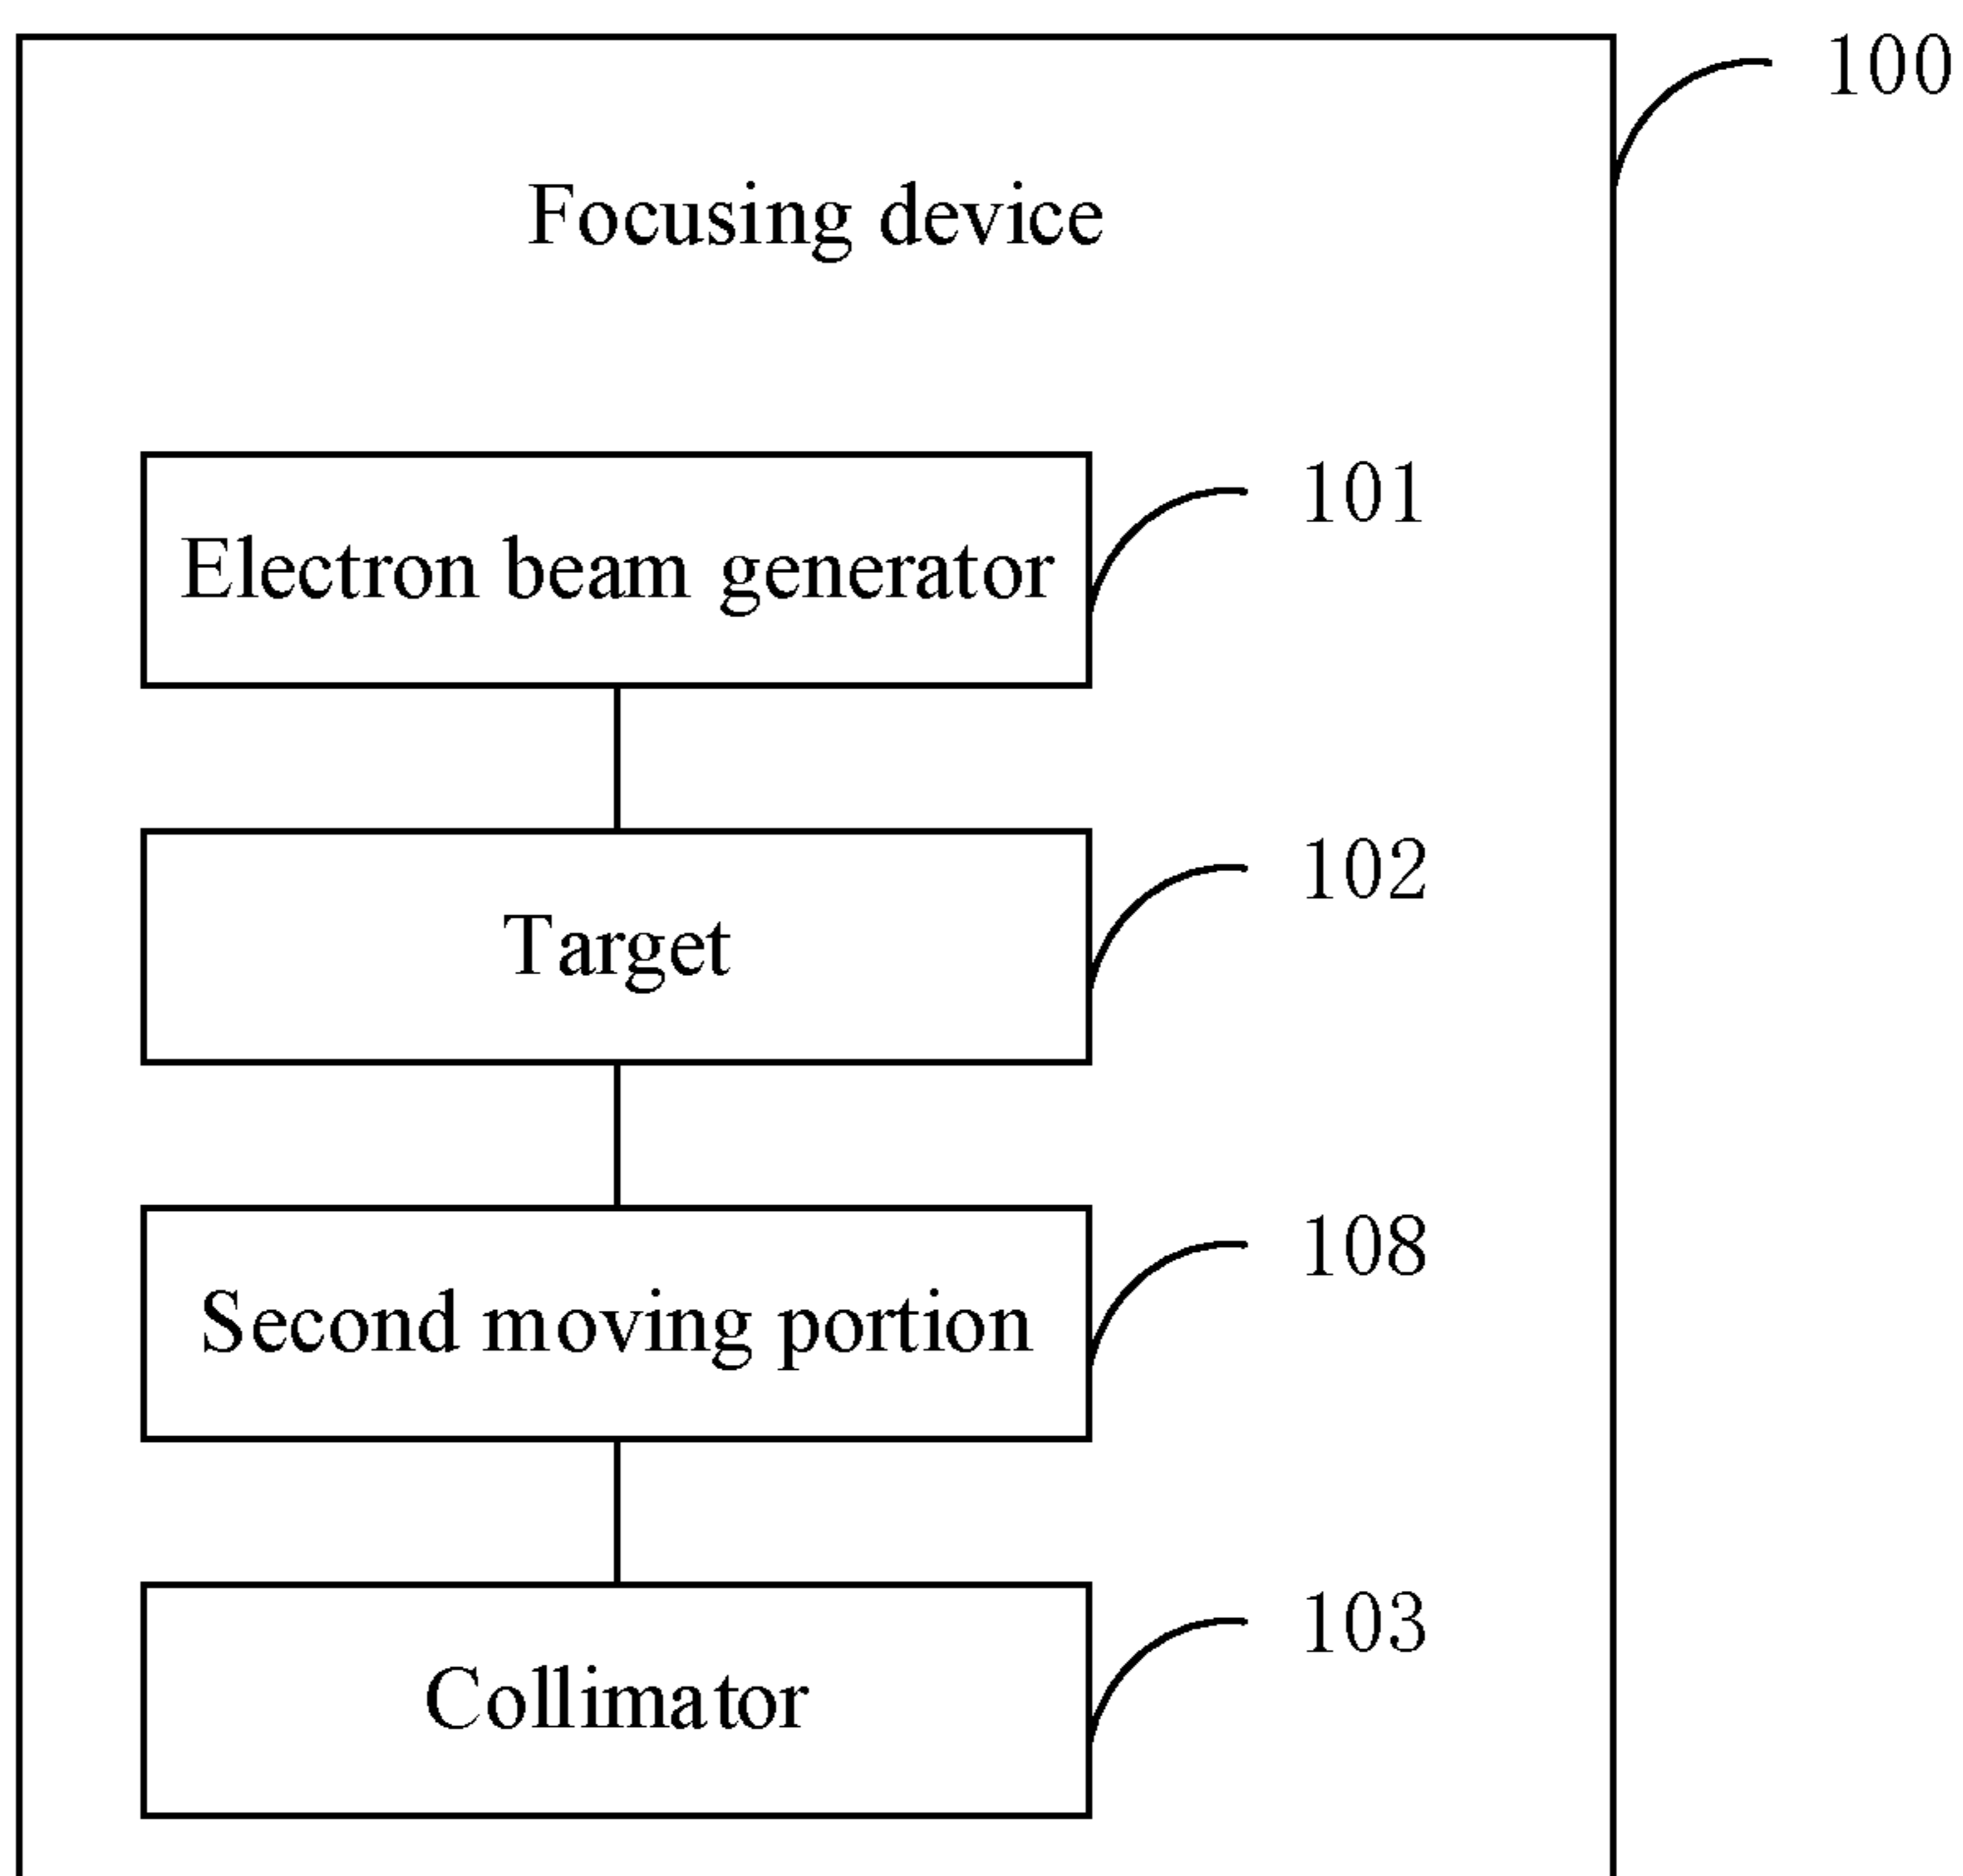 100
Focusing device
101
Electron beam generator
102
Target
108
Second moving portion
103
Collimator